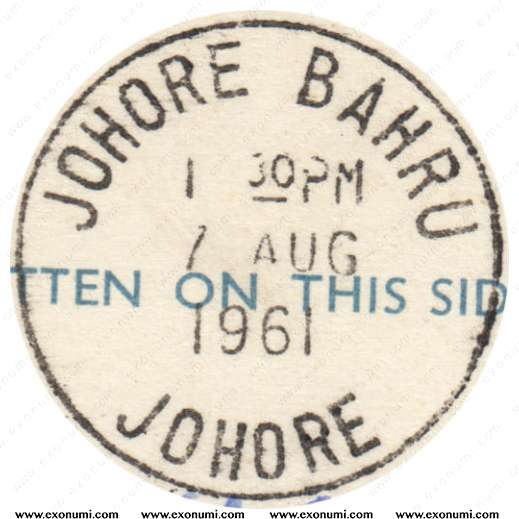 JOHORE BAHRU
1 30PM
7 AUG
TTEN ON THIS SID
1961
JOHORE
www.exonumi.com www.exonumi.com www.exonumi.com www.exonumi.com